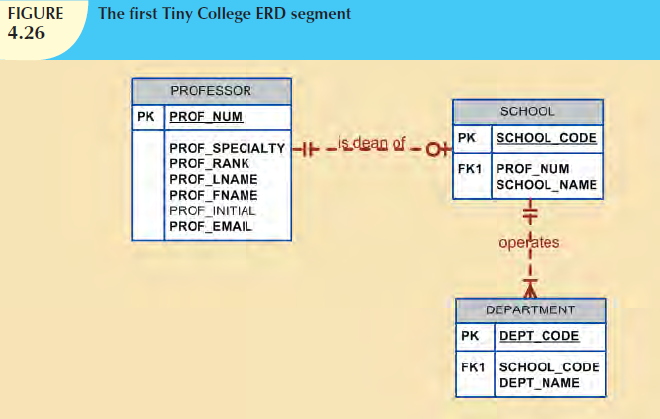 FIGURE The first Tiny College ERD segment
4.26
PROFESSOR
PK PROF_NUM
PROF_SPECIALTY
PROF_RANK
PROF_LNAME
PROF_FNAME
PROF_INITIAL
PROF_EMAIL
is dean of
SCHOOL
PK SCHOOL_CODE
FK1 PROF_NUM
SCHOOL_NAME
operates
DEPARTMENT
PK DEPT_CODE
FK1 SCHOOL_CODE
DEPT_NAME